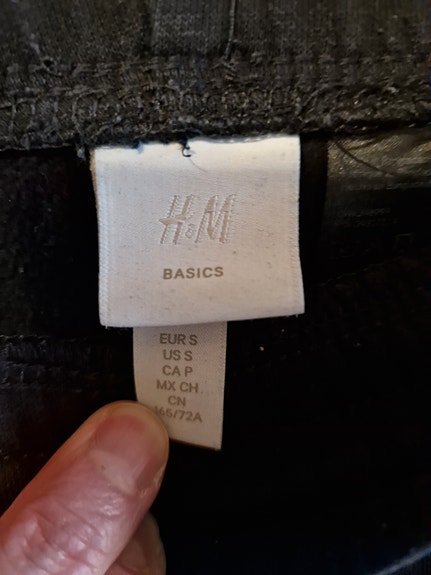 H&M
BASICS
EUR S
US S
CA P
MX CH
CN
165/72A